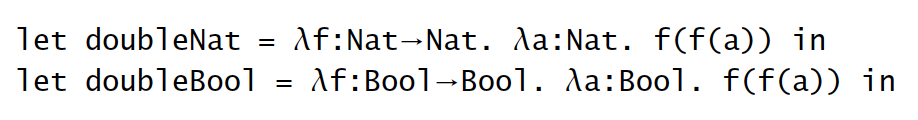 let doubleNat = λf:Nat→Nat. λa:Nat. f(f(a)) in
let doubleBool = λf:Bool→Bool. λa:Bool. f(f(a)) in